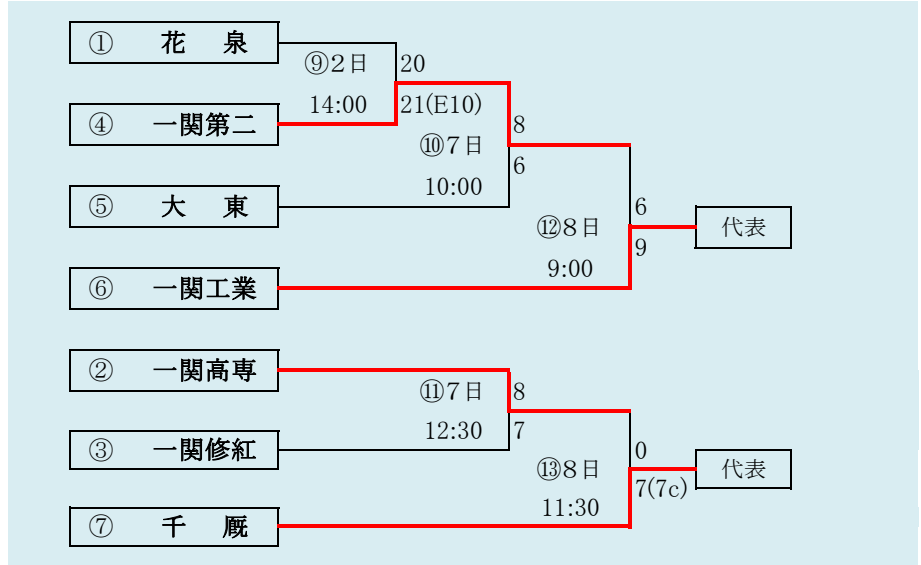 ① 花 泉
⑨2日
20
14:00
21(E10)
④ 一関第二
8
⑩7日
6
10:00
⑤ 大 東
6
⑫8日
代表
9
9:00
⑥ 一関工業
② 一関高専
⑪7日
8
12:30
7
③ 一関修紅
0
⑬8日
代表
7(7c)
11:30
⑦ 千 厩